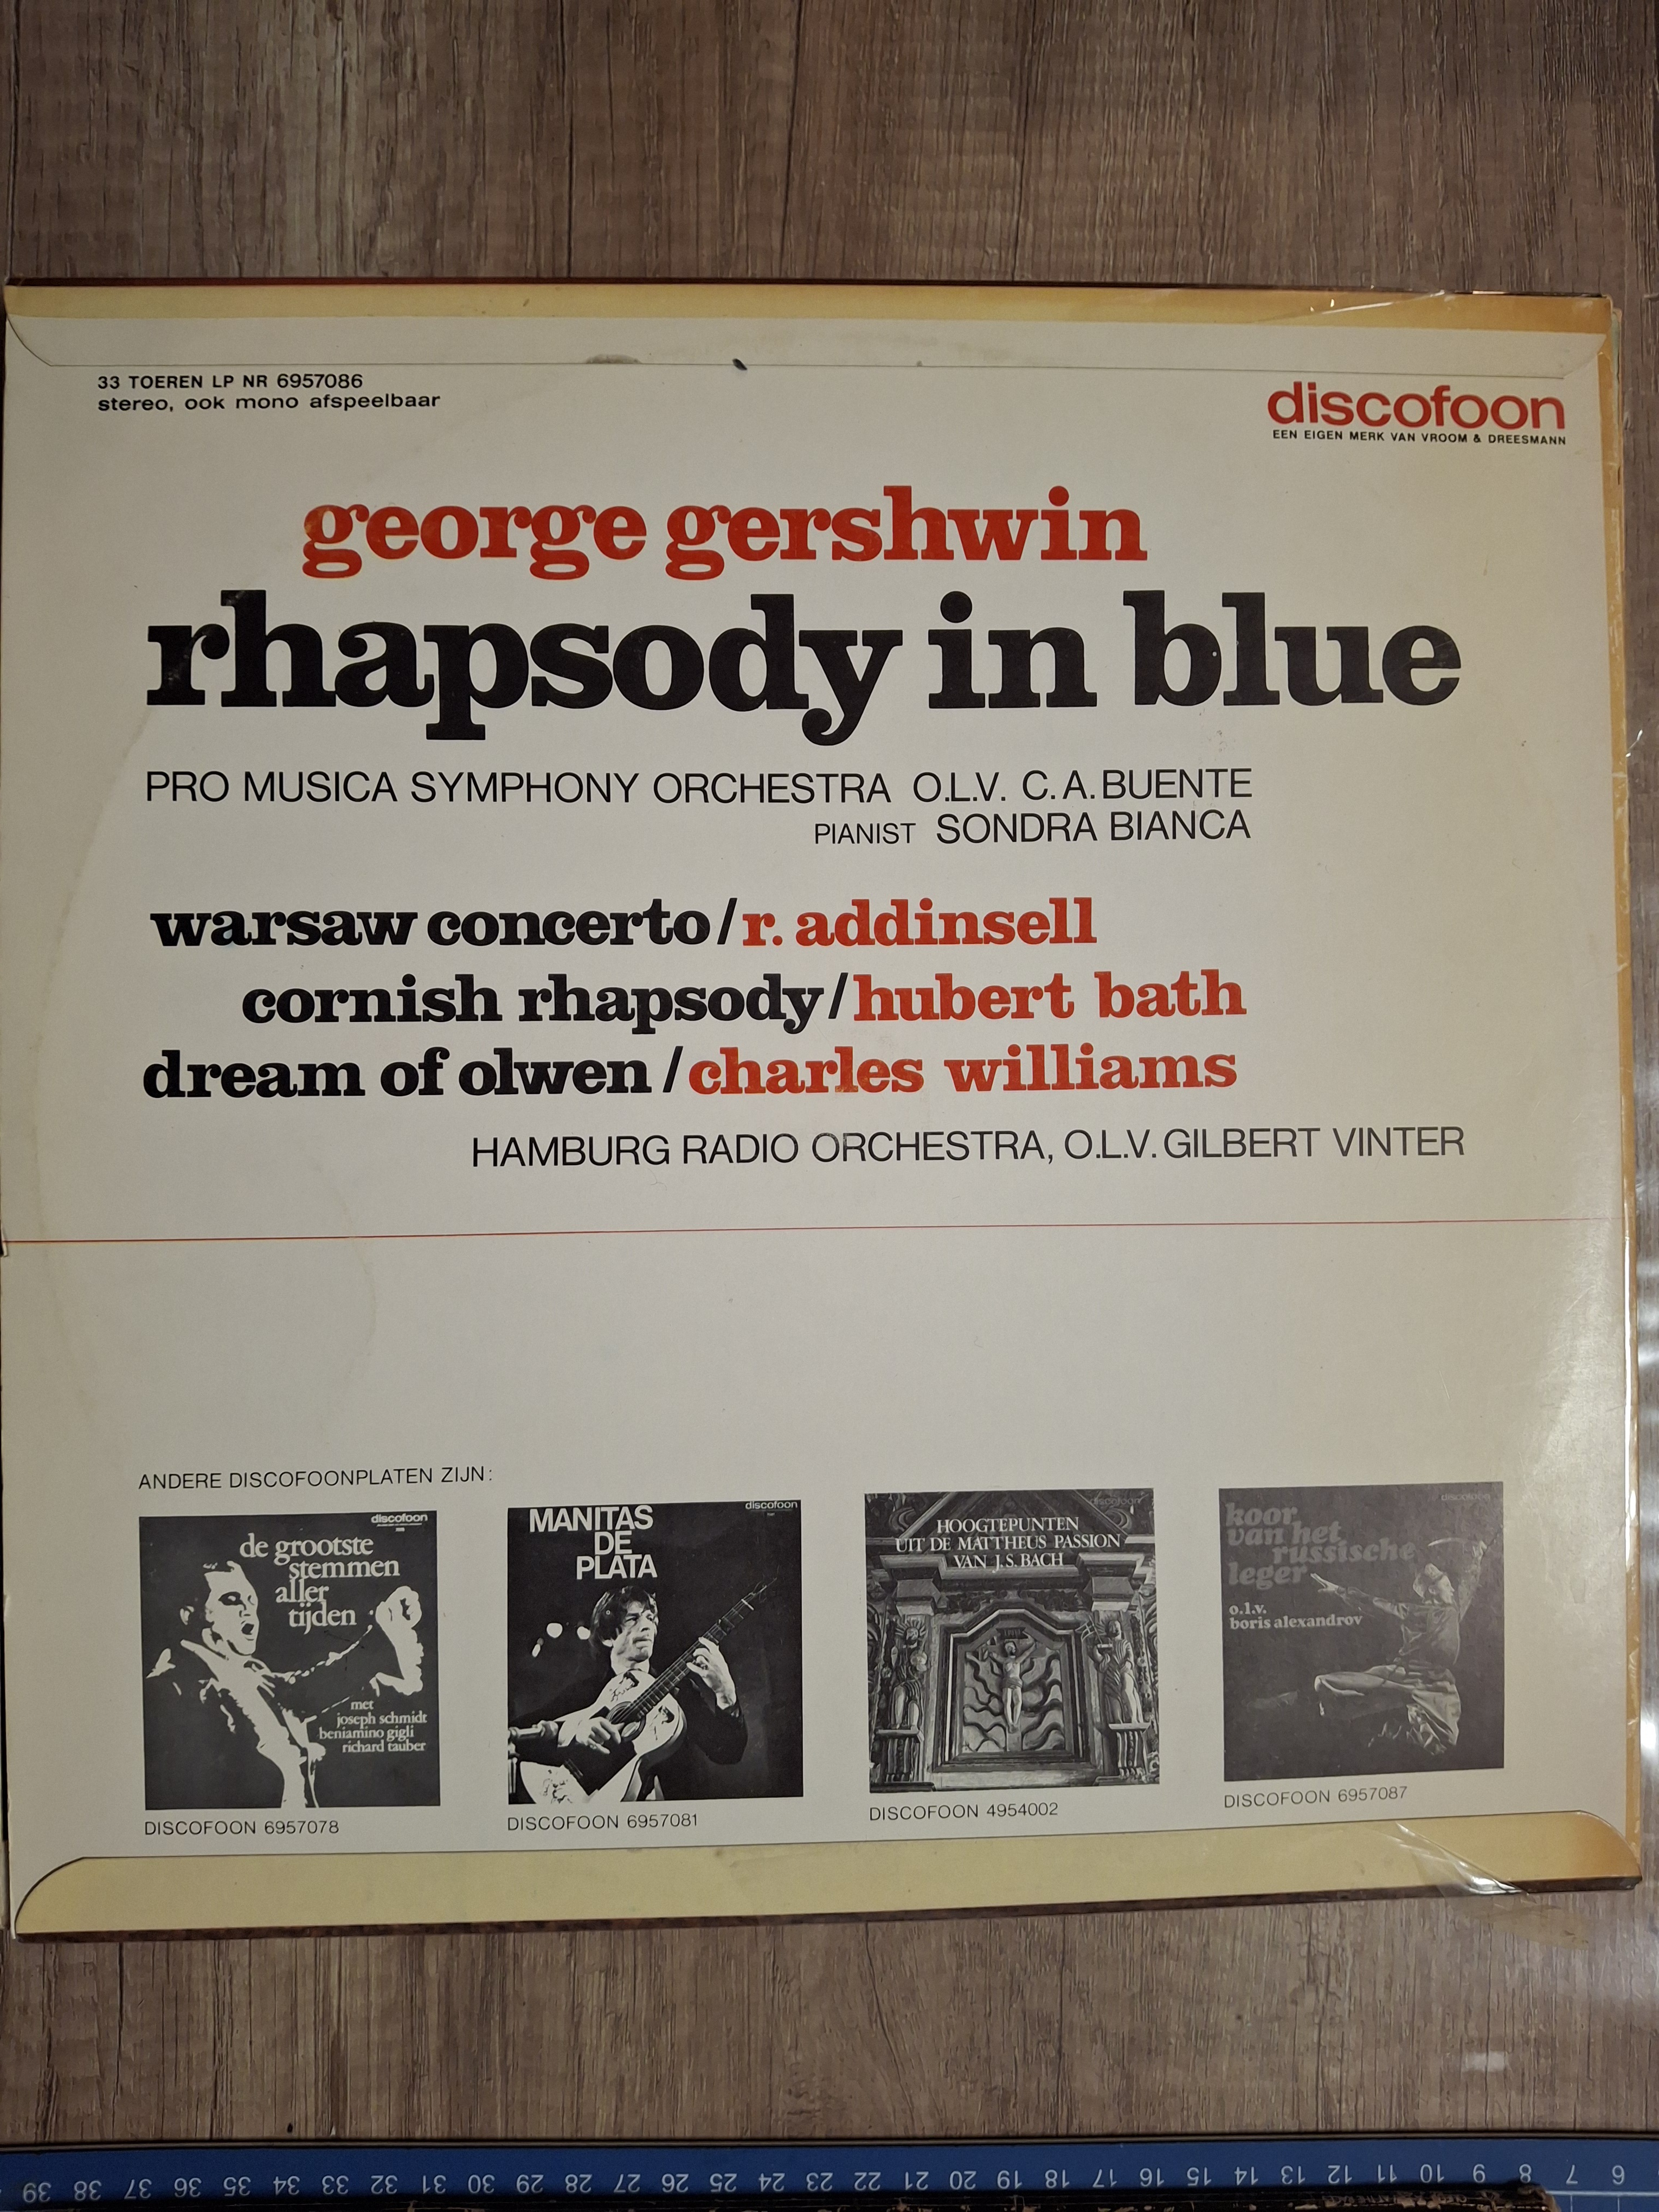 33 TOEREN LP NR 6957086
stereo, ook mono afspeelbaar
discofoon
EEN EIGEN MERK VAN VROOM & DREESMANN
george gershwin
rhapsody in blue
PRO MUSICA SYMPHONY ORCHESTRA O.L.V. C.A.BUENTE
PIANIST SONDRA BIANCA
warsaw concerto/r. addinsell
cornish rhapsody/hubert bath
dream of olwen/charles williams
HAMBURG RADIO ORCHESTRA, O.L.V. GILBERT VINTER
ANDERE DISCOFOONPLATEN ZIJN:
discofoon
de grootste
stemmen
aller
tijden
met
joseph schmidt
beniamino gigli
richard tauber
DISCOFOON 6957078
discofoon
MANITAS
DE
PLATA
DISCOFOON 6957081
discofoon
HOOGTEPUNTEN
UIT DE MATTHEUS PASSION
VAN J.S. BACH
DISCOFOON 4954002
discofoon
koor
van het
russische
leger
o.l.v.
boris alexandrov
DISCOFOON 6957087
39 38 37 36 35 34 33 32 31 30 29 28 27 26 25 24 23 22 21 20 19 18 17 16 15 14 13 12 11 10 9 8 7 6